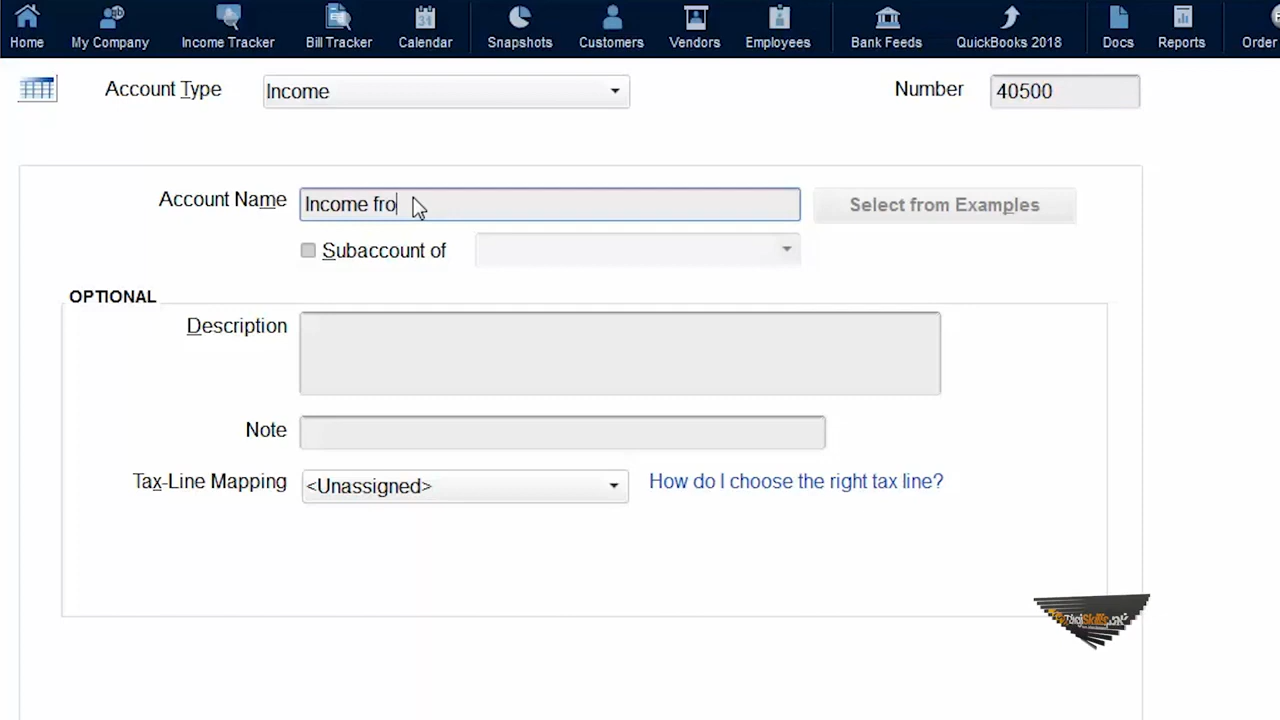 Home My Company Income Tracker Bill Tracker Calendar Snapshots Customers Vendors Employees Bank Feeds QuickBooks 2018 Docs Reports Order
Account Type Income Number 40500
Account Name Income fro Select from Examples
Subaccount of
OPTIONAL
Description
Note
Tax-Line Mapping <Unassigned> How do I choose the right tax line?